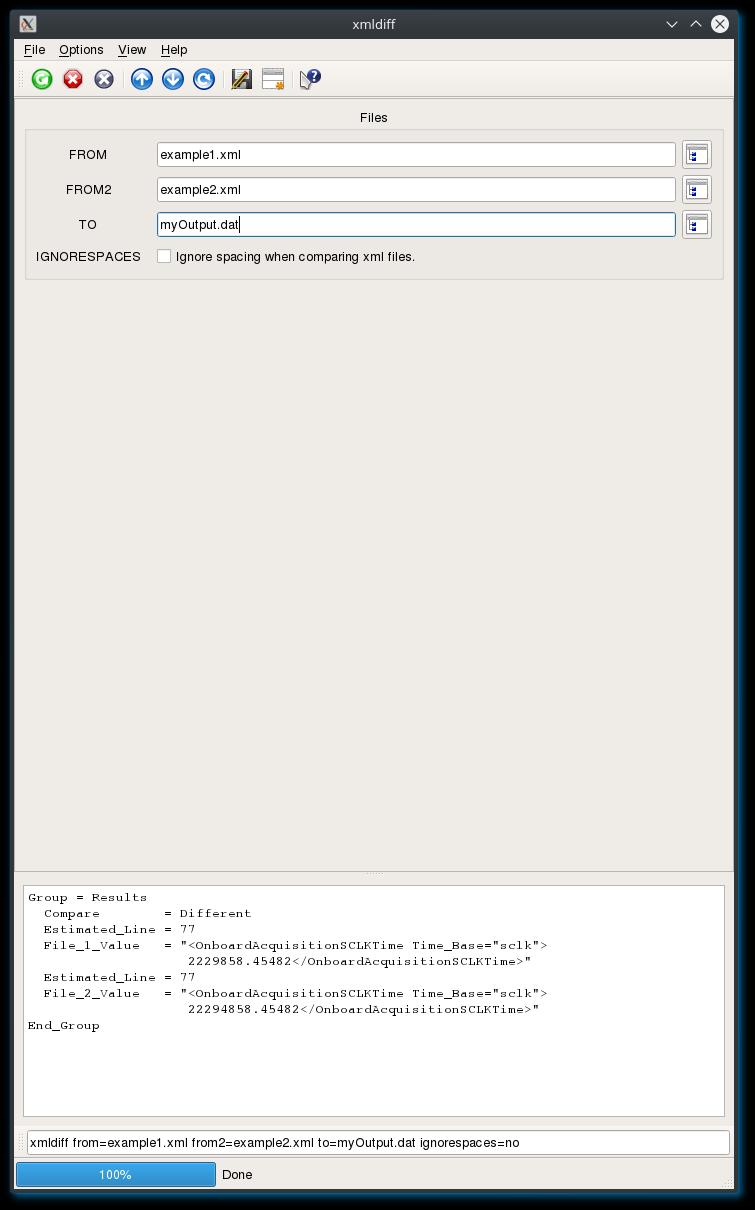 xmldiff
File Options View Help
Files
FROM example1.xml
FROM2 example2.xml
TO myOutput.dat
IGNORESPACES Ignore spacing when comparing xml files.
Group = Results
  Compare        = Different
  Estimated_Line = 77
  File_1_Value   = "<OnboardAcquisitionSCLKTime Time_Base="sclk">
                    2229858.45482</OnboardAcquisitionSCLKTime>"
  Estimated_Line = 77
  File_2_Value   = "<OnboardAcquisitionSCLKTime Time_Base="sclk">
                    22294858.45482</OnboardAcquisitionSCLKTime>"
End_Group
xmldiff from=example1.xml from2=example2.xml to=myOutput.dat ignorespaces=no
100% Done